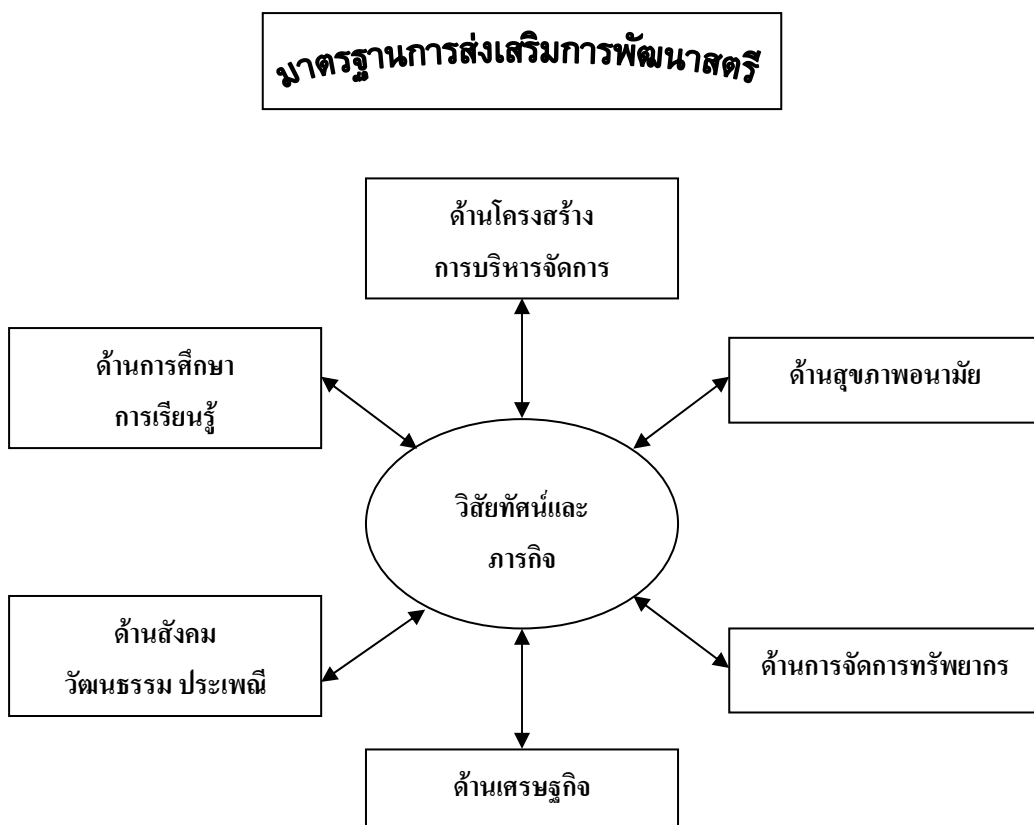 มาตรฐานการส่งเสริมการพัฒนาสตรี
ด้านโครงสร้าง
การบริหารจัดการ
ด้านการศึกษา
การเรียนรู้
ด้านสุขภาพอนามัย
วิสัยทัศน์และ
ภารกิจ
ด้านสังคม
วัฒนธรรม ประเพณี
ด้านการจัดการทรัพยากร
ด้านเศรษฐกิจ